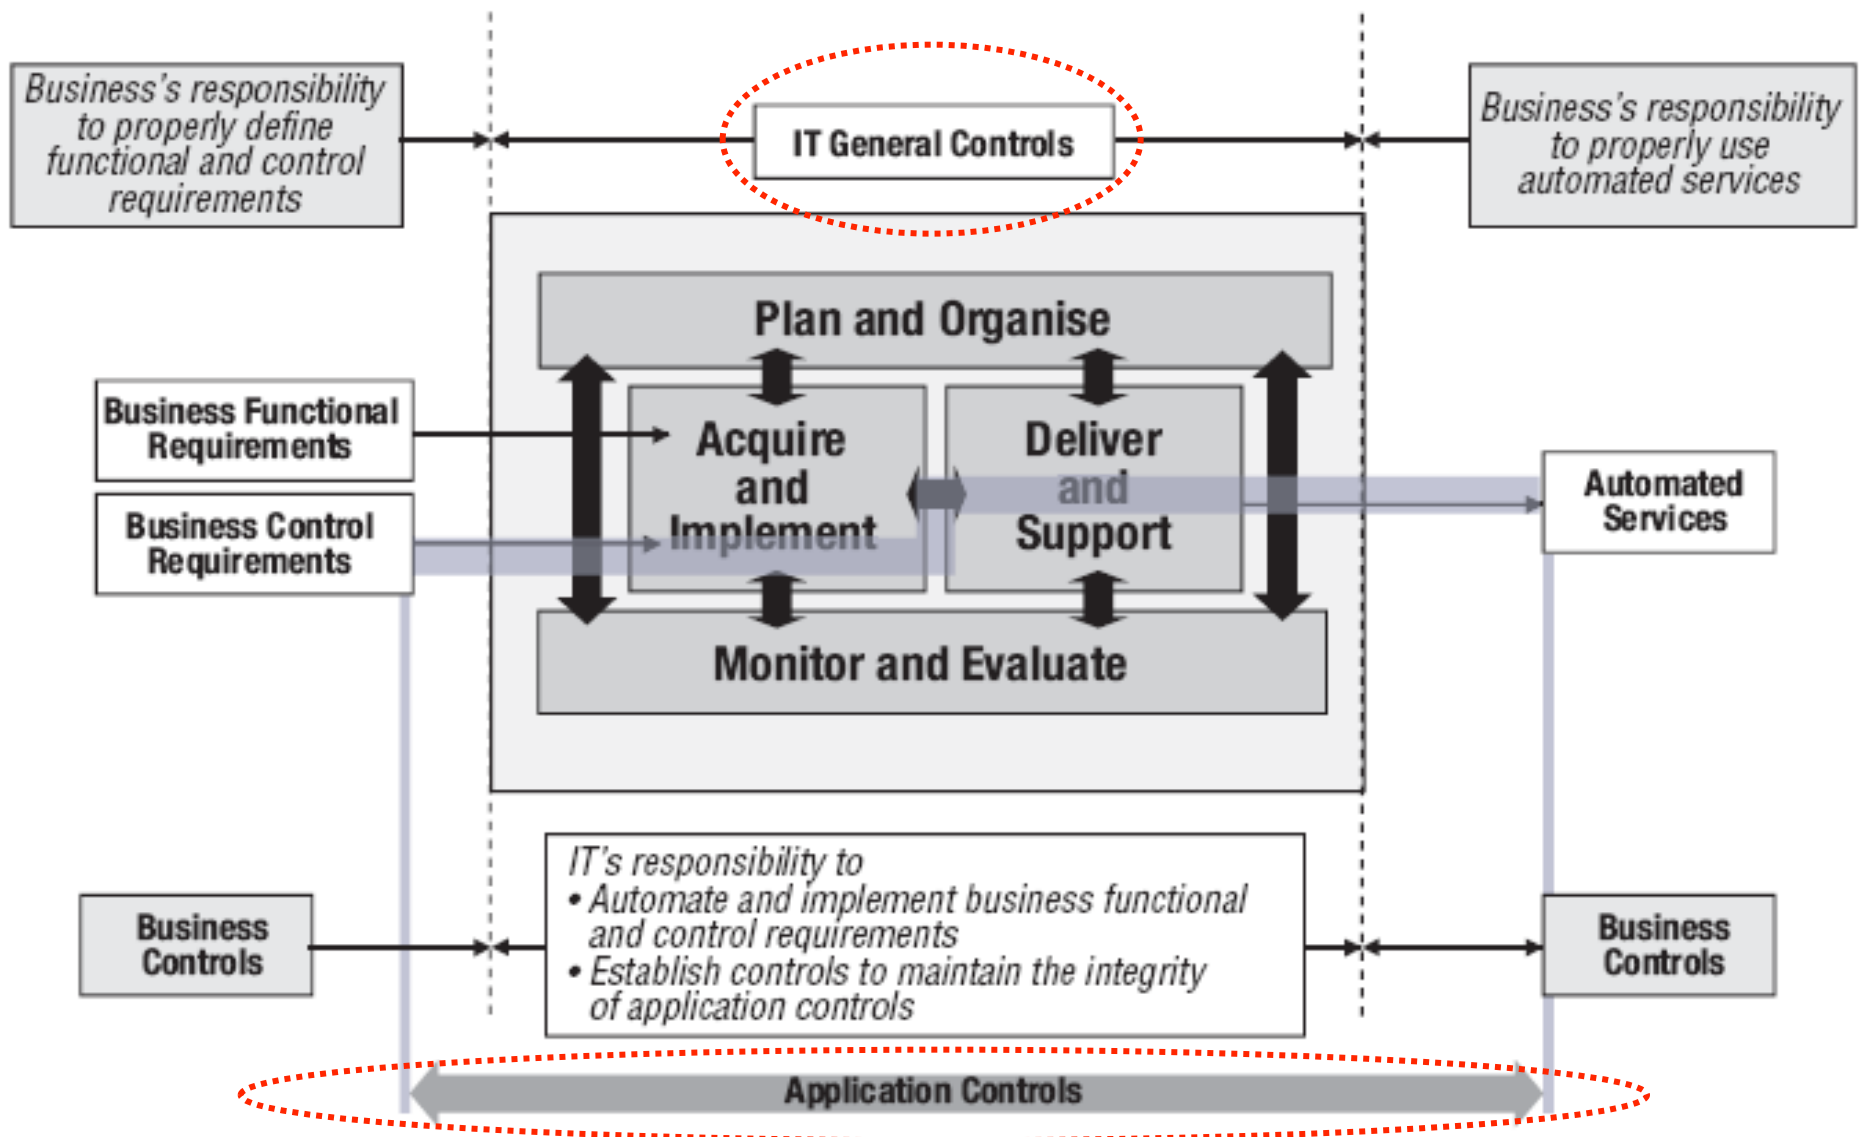 Business's responsibility
to properly define
functional and control
requirements
IT General Controls
Business's responsibility
to properly use
automated services
Plan and Organise
Business Functional
Requirements
Acquire
and
Implement
Deliver
and
Support
Business Control
Requirements
Automated
Services
Monitor and Evaluate
Business
Controls
IT's responsibility to
• Automate and implement business functional
and control requirements
• Establish controls to maintain the integrity
of application controls
Business
Controls
Application Controls